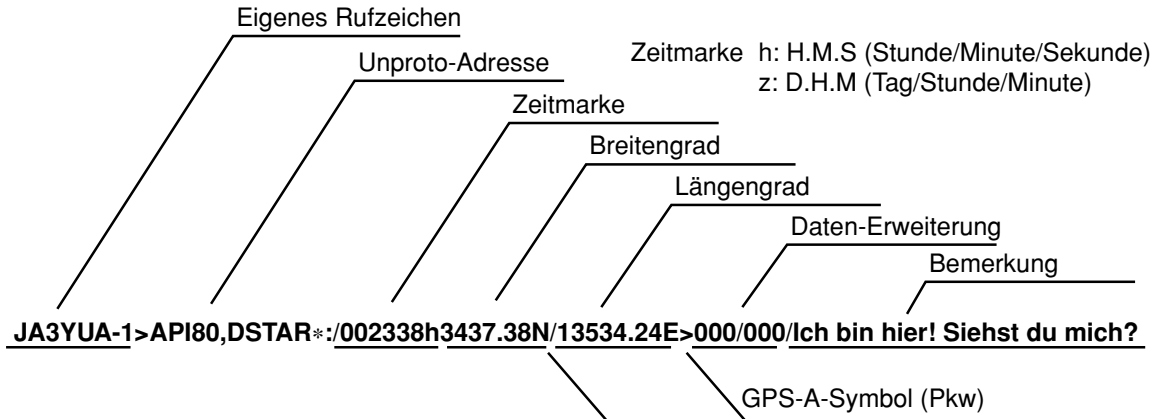 Eigenes Rufzeichen
Zeitmarke h: H.M.S (Stunde/Minute/Sekunde)
z: D.H.M (Tag/Stunde/Minute)
Unproto-Adresse
Zeitmarke
Breitengrad
Längengrad
Daten-Erweiterung
Bemerkung
JA3YUA-1>API80,DSTAR*:/002338h3437.38N/13534.24E>000/000/Ich bin hier! Siehst du mich?
GPS-A-Symbol (Pkw)